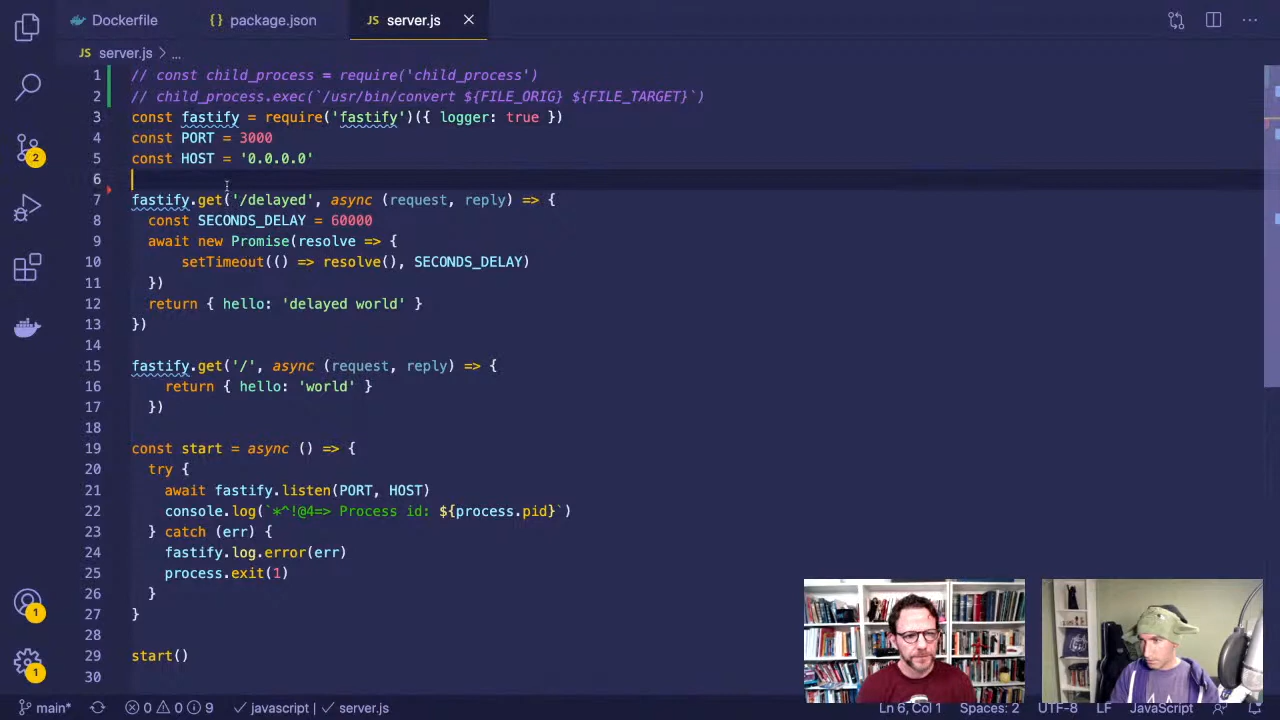 Dockerfile
{} package.json
JS server.js
JS server.js > ...
1 // const child_process = require('child_process')
2 // child_process.exec(`/usr/bin/convert ${FILE_ORIG} ${FILE_TARGET}`)
3 const fastify = require('fastify')({ logger: true })
4 const PORT = 3000
5 const HOST = '0.0.0.0'
6
7 fastify.get('/delayed', async (request, reply) => {
8 const SECONDS_DELAY = 60000
9 await new Promise(resolve => {
10 setTimeout(() => resolve(), SECONDS_DELAY)
11 })
12 return { hello: 'delayed world' }
13 })
14
15 fastify.get('/', async (request, reply) => {
16 return { hello: 'world' }
17 })
18
19 const start = async () => {
20 try {
21 await fastify.listen(PORT, HOST)
22 console.log(`*^!@4=> Process id: ${process.pid}`)
23 } catch (err) {
24 fastify.log.error(err)
25 process.exit(1)
26 }
27 }
28
29 start()
30
2
1
1
main* 0 0 9 javascript | server.js Ln 6, Col 1 Spaces: 2 UTF-8 LF JavaScript